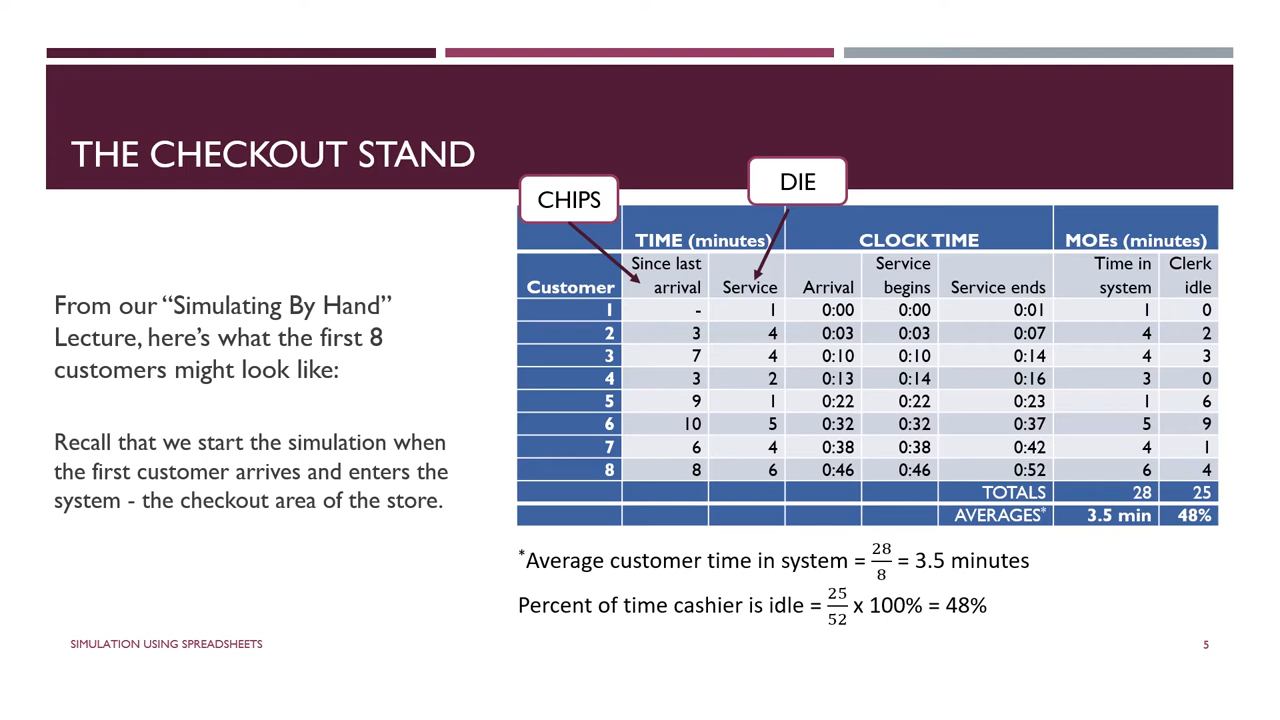 THE CHECKOUT STAND
CHIPS
DIE
From our “Simulating By Hand”
Lecture, here’s what the first 8
customers might look like:
Recall that we start the simulation when
the first customer arrives and enters the
system - the checkout area of the store.
TIME (minutes) CLOCK TIME MOEs (minutes)
Since last Service Time in Clerk
Customer arrival Service Arrival begins Service ends system idle
1 - 1 0:00 0:00 0:01 1 0
2 3 4 0:03 0:03 0:07 4 2
3 7 4 0:10 0:10 0:14 4 3
4 3 2 0:13 0:14 0:16 3 0
5 9 1 0:22 0:22 0:23 1 6
6 10 5 0:32 0:32 0:37 5 9
7 6 4 0:38 0:38 0:42 4 1
8 8 6 0:46 0:46 0:52 6 4
TOTALS 28 25
AVERAGES* 3.5 min 48%
*Average customer time in system = 28/8 = 3.5 minutes
Percent of time cashier is idle = 25/52 x 100% = 48%
SIMULATION USING SPREADSHEETS
5